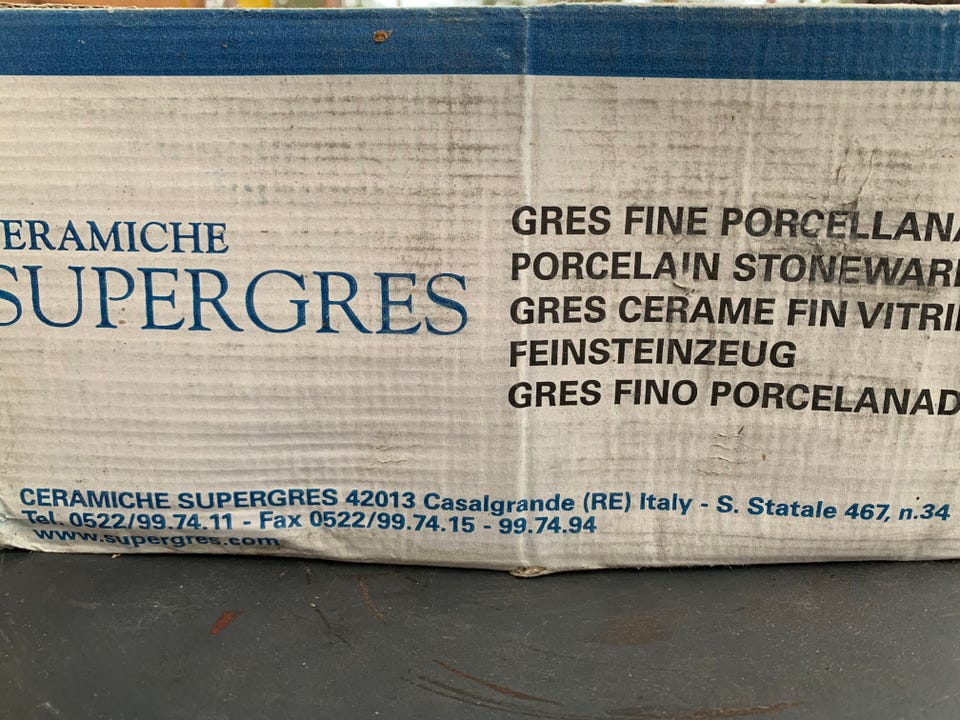 ERAMICHE
SUPERGRES
GRES FINE PORCELLANA
PORCELAIN STONEWAR
GRES CERAME FIN VITRI
FEINSTEINZEUG
GRES FINO PORCELANAD
CERAMICHE SUPERGRES 42013 Casalgrande (RE) Italy - S. Statale 467, n.34
Tel. 0522/99.74.11 - Fax 0522/99.74.15 - 99.74.94
www.supergres.com